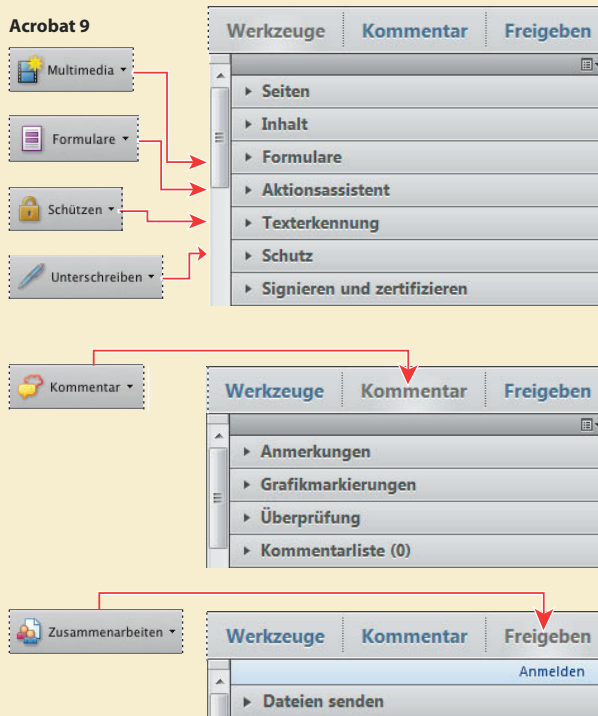 Acrobat 9
Multimedia
Formulare
Schützen
Unterschreiben
Werkzeuge Kommentar Freigeben
Seiten
Inhalt
Formulare
Aktionsassistent
Texterkennung
Schutz
Signieren und zertifizieren
Kommentar
Werkzeuge Kommentar Freigeben
Anmerkungen
Grafikmarkierungen
Überprüfung
Kommentarliste (0)
Zusammenarbeiten
Werkzeuge Kommentar Freigeben
Anmelden
Dateien senden